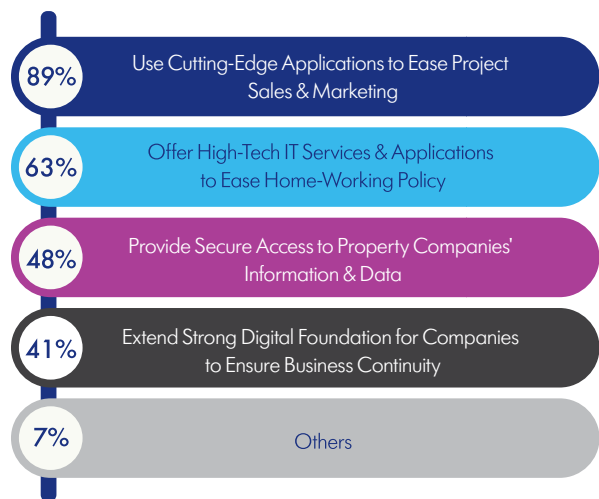 89%
Use Cutting-Edge Applications to Ease Project
Sales & Marketing
63%
Offer High-Tech IT Services & Applications
to Ease Home-Working Policy
48%
Provide Secure Access to Property Companies'
Information & Data
41%
Extend Strong Digital Foundation for Companies
to Ensure Business Continuity
7%
Others